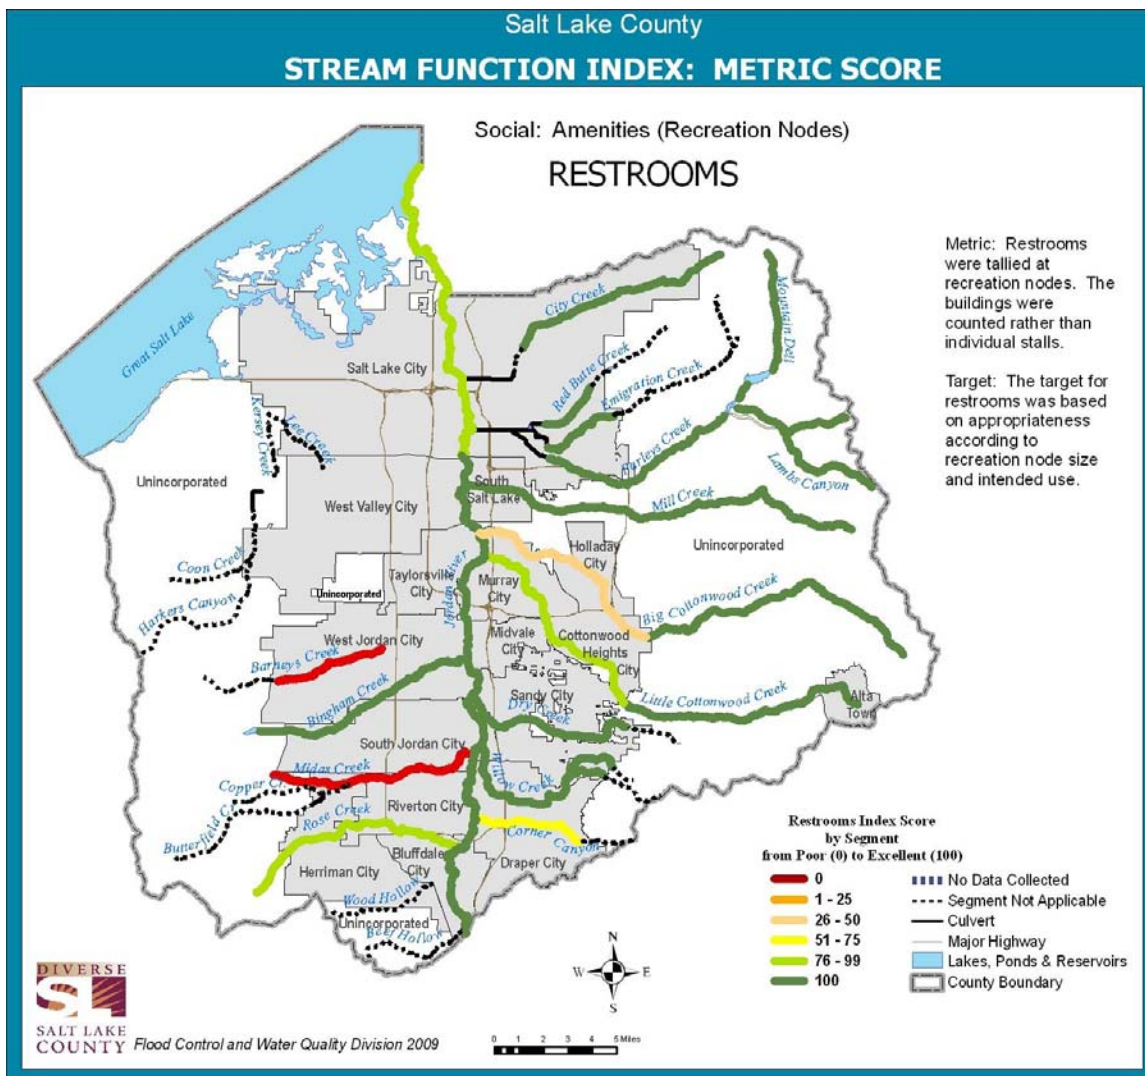 Salt Lake County
STREAM FUNCTION INDEX: METRIC SCORE
Social: Amenities (Recreation Nodes)
RESTROOMS
Metric: Restrooms
were tallied at
recreation nodes. The
buildings were
counted rather than
individual stalls.
Target: The target for
restrooms was based
on appropriateness
according to
recreation node size
and intended use.
Great Salt Lake
City Creek
Mountain Dell
Salt Lake City
Red Butte Creek
Emigration Creek
Kersey Creek
Lee Creek
Parleys Creek
Lambs Canyon
Unincorporated
South
Salt Lake
West Valley City
Mill Creek
Holladay
City
Unincorporated
Coon Creek
Taylorsville
City
Jordan River
Murray
City
Unincorporated
Harkers Canyon
Big Cottonwood Creek
West Jordan City
Midvale
City
Cottonwood
Heights
City
Barneys Creek
Bingham Creek
Sandy City
Little Cottonwood Creek
Alta
Town
Dry Creek
South Jordan City
Midas Creek
Willow Creek
Copper
Riverton City
Rose Creek
Butterfield
Corner Canyon
Bluffdale
City
Draper City
Herriman City
Wood Hollow
Unincorporated
Beef Hollow
Restrooms Index Score
by Segment
from Poor (0) to Excellent (100)
0
1 - 25
26 - 50
51 - 75
76 - 99
100
No Data Collected
Segment Not Applicable
Culvert
Major Highway
Lakes, Ponds & Reservoirs
County Boundary
N
W E
S
DIVERSE
SL
SALT LAKE
COUNTY
Flood Control and Water Quality Division 2009
0 1 2 3 4 5 Miles